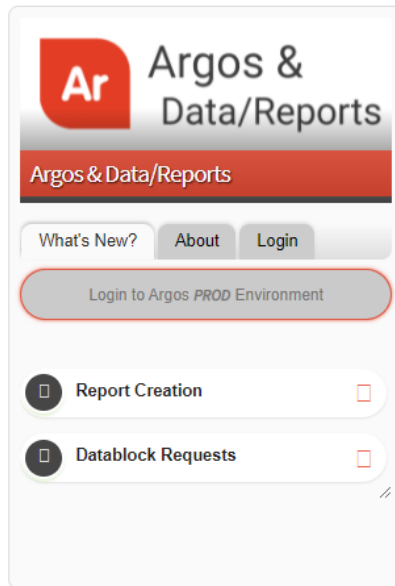 Ar
Argos &
Data/Reports
Argos & Data/Reports
What's New? About Login
Login to Argos PROD Environment
Report Creation
Datablock Requests